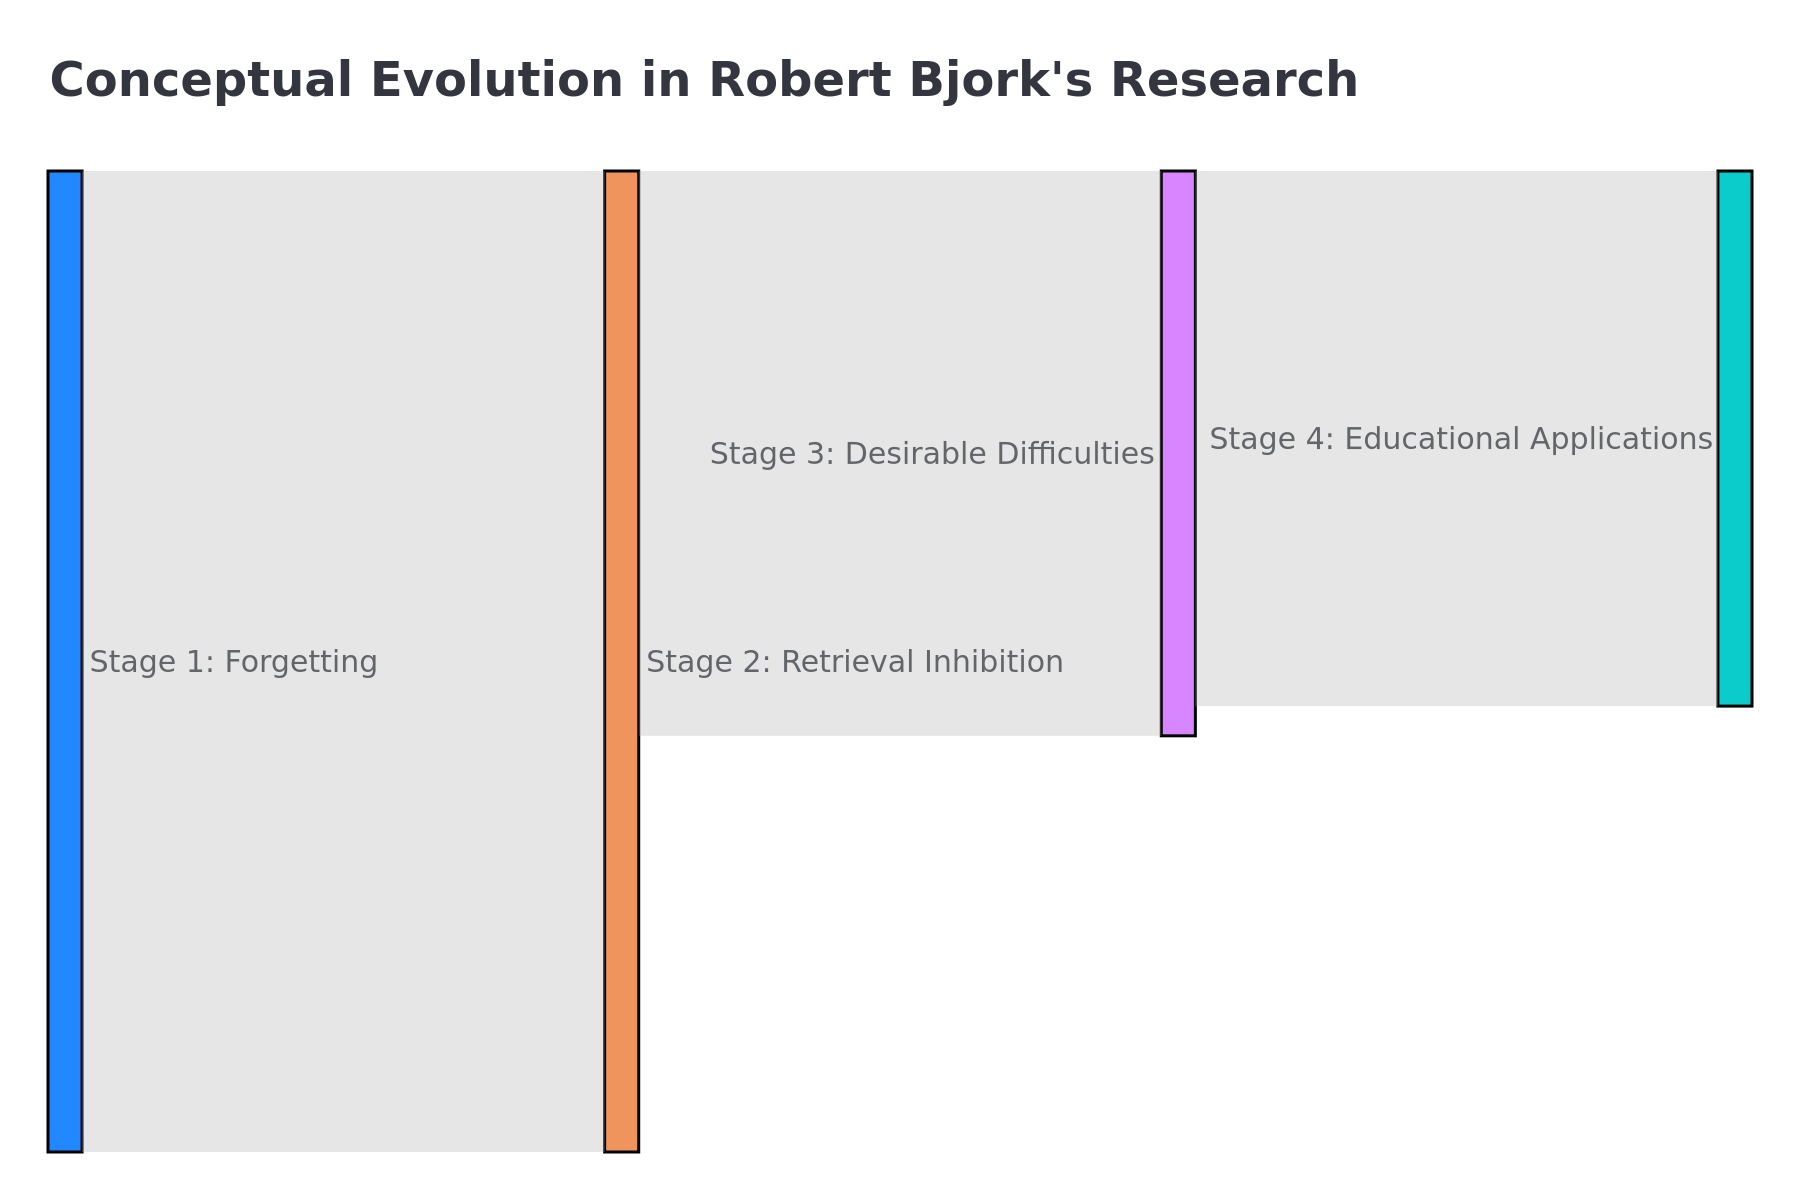 Conceptual Evolution in Robert Bjork's Research
Stage 1: Forgetting
Stage 2: Retrieval Inhibition
Stage 3: Desirable Difficulties
Stage 4: Educational Applications